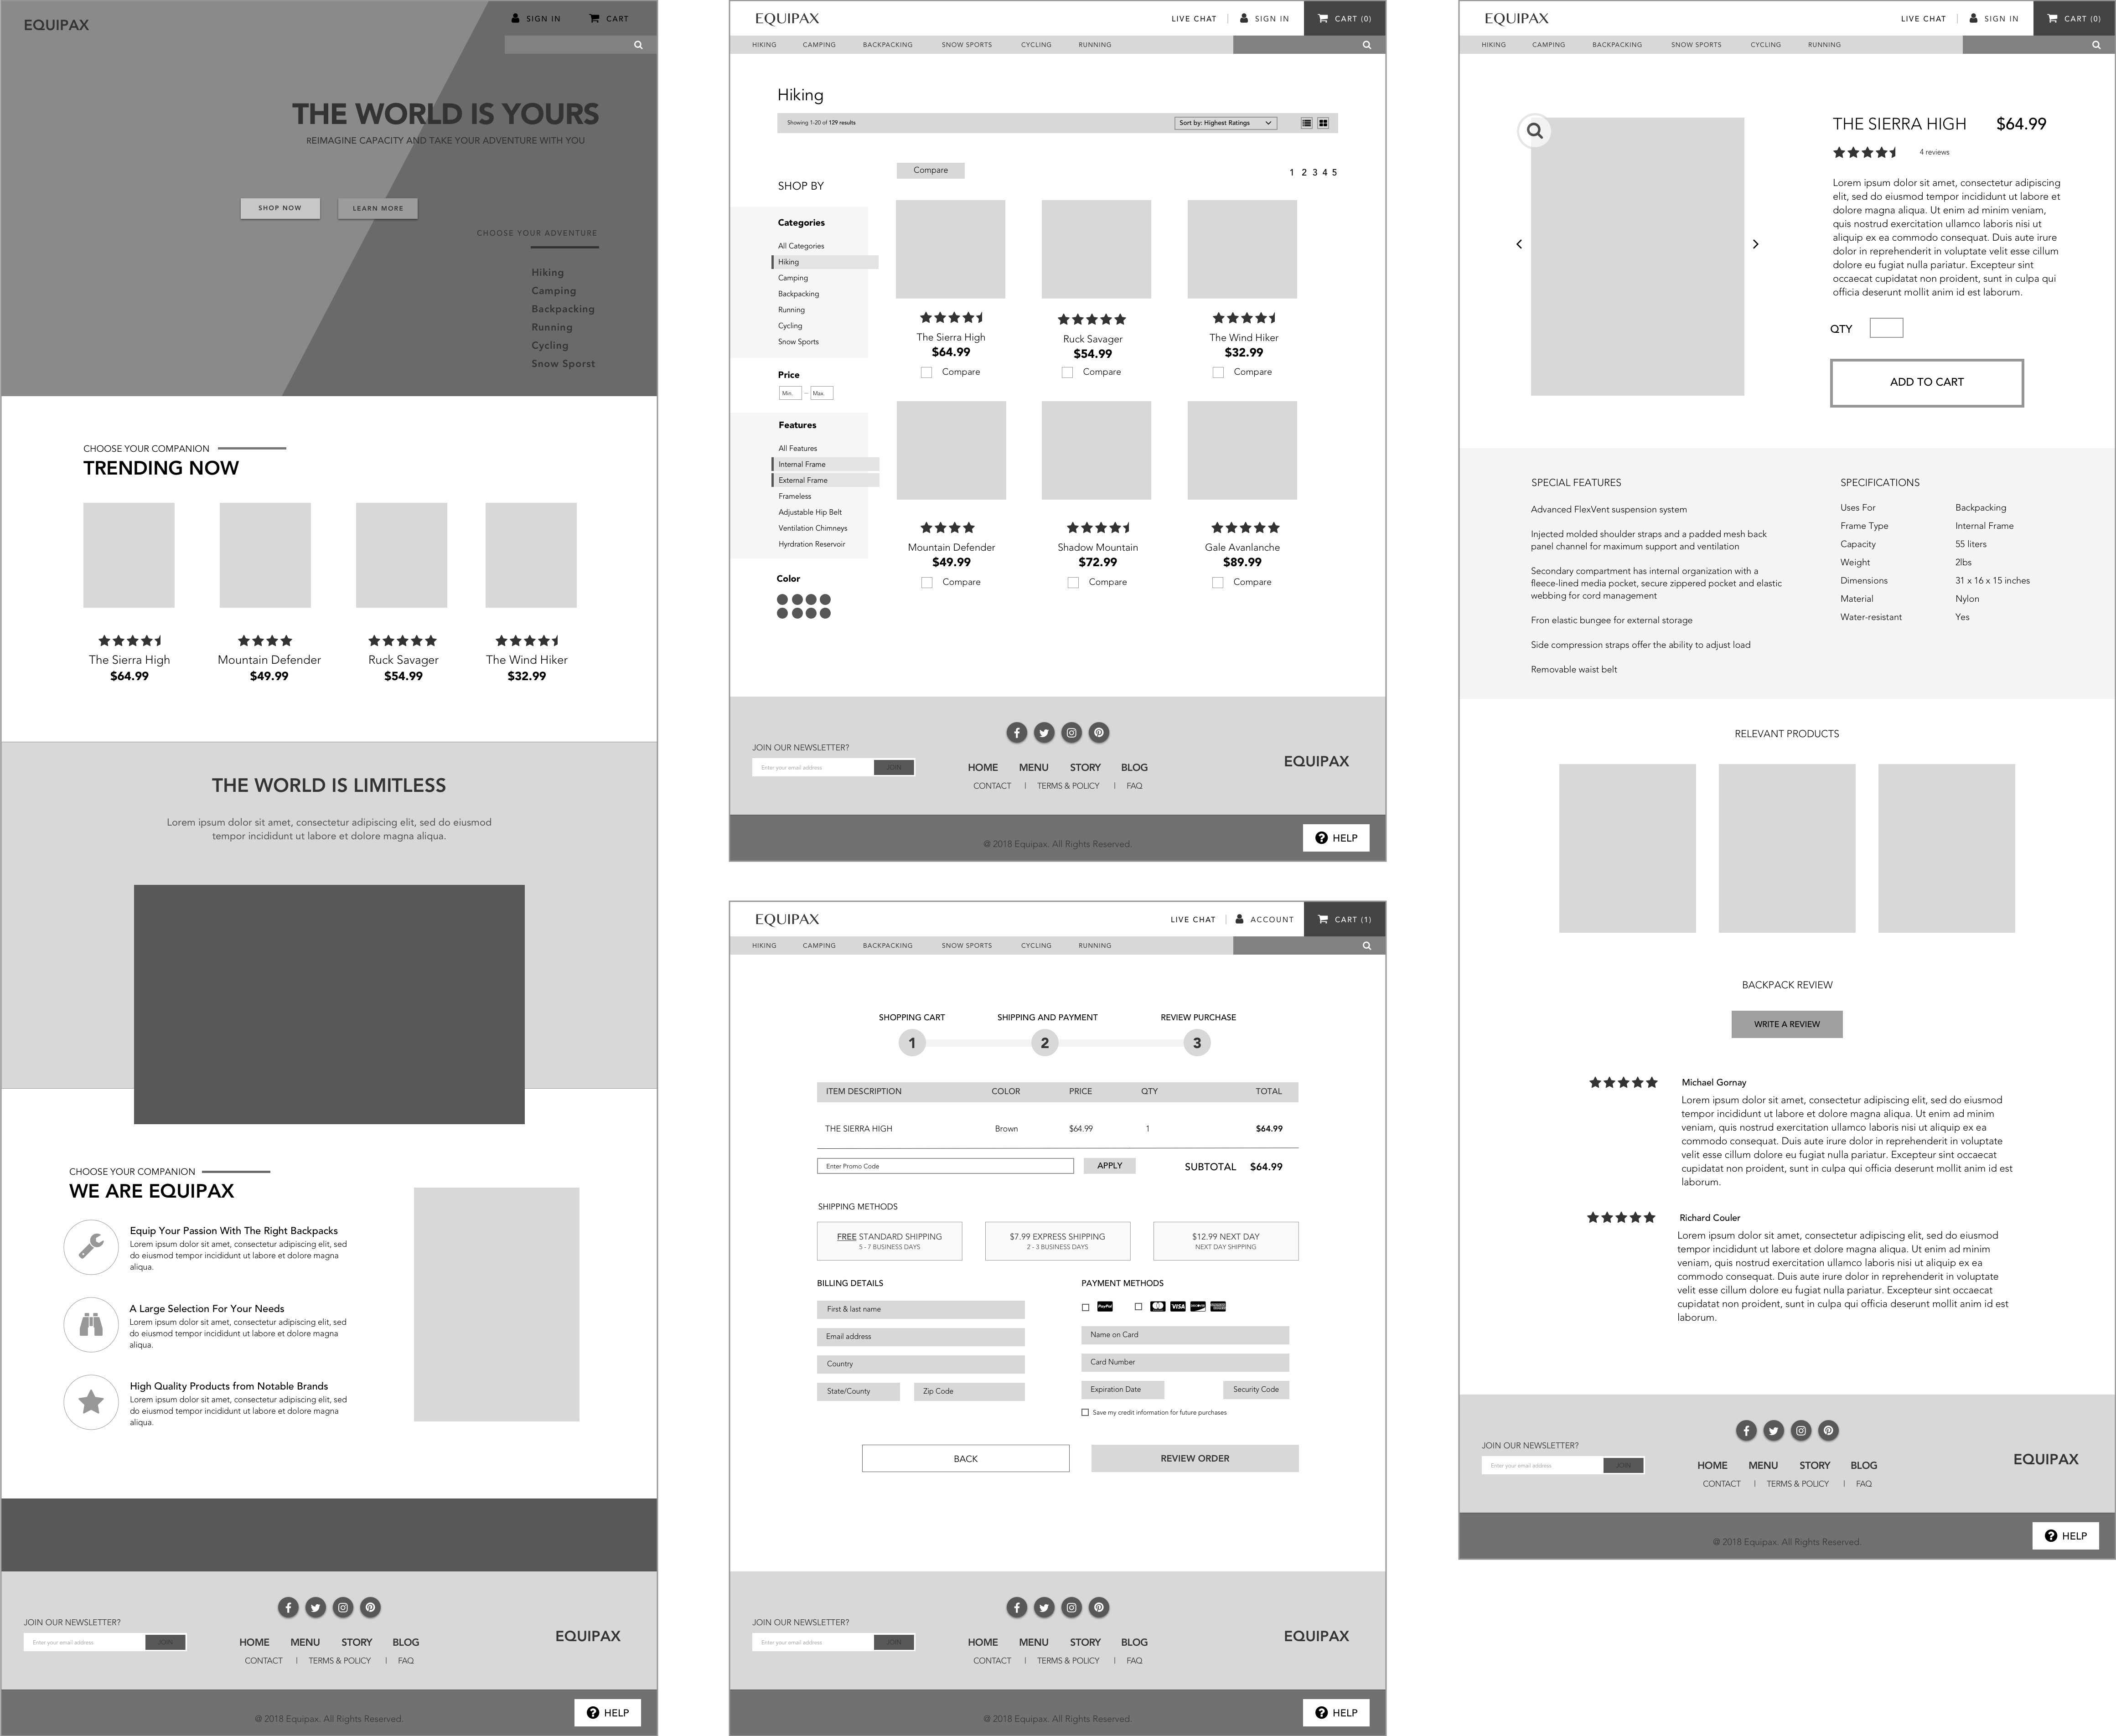 EQUIPAX
SIGN IN
CART
THE WORLD IS YOURS
REIMAGINE CAPACITY AND TAKE YOUR ADVENTURE WITH YOU
SHOP NOW
LEARN MORE
CHOOSE YOUR ADVENTURE
Hiking
Camping
Backpacking
Running
Cycling
Snow Sporst
CHOOSE YOUR COMPANION
TRENDING NOW
The Sierra High
$64.99
Mountain Defender
$49.99
Ruck Savager
$54.99
The Wind Hiker
$32.99
THE WORLD IS LIMITLESS
Lorem ipsum dolor sit amet, consectetur adipiscing elit, sed do eiusmod
tempor incididunt ut labore et dolore magna aliqua.
CHOOSE YOUR COMPANION
WE ARE EQUIPAX
Equip Your Passion With The Right Backpacks
Lorem ipsum dolor sit amet, consectetur adipiscing elit, sed
do eiusmod tempor incididunt ut labore et dolore magna
aliqua.
A Large Selection For Your Needs
Lorem ipsum dolor sit amet, consectetur adipiscing elit, sed
do eiusmod tempor incididunt ut labore et dolore magna
aliqua.
High Quality Products from Notable Brands
Lorem ipsum dolor sit amet, consectetur adipiscing elit, sed
do eiusmod tempor incididunt ut labore et dolore magna
aliqua.
JOIN OUR NEWSLETTER?
Enter your email address
JOIN
HOME MENU STORY BLOG
CONTACT | TERMS & POLICY | FAQ
EQUIPAX
@ 2018 Equipax. All Rights Reserved.
HELP
EQUIPAX
LIVE CHAT | SIGN IN
CART (0)
HIKING CAMPING BACKPACKING SNOW SPORTS CYCLING RUNNING
Hiking
Showing 1-20 of 129 results
Sort by: Highest Ratings
Compare
1 2 3 4 5
SHOP BY
Categories
All Categories
Hiking
Camping
Backpacking
Running
Cycling
Snow Sports
Price
Min. – Max.
Features
All Features
Internal Frame
External Frame
Frameless
Adjustable Hip Belt
Ventilation Chimneys
Hyrdration Reservoir
Color
The Sierra High
$64.99
Compare
Ruck Savager
$54.99
Compare
The Wind Hiker
$32.99
Compare
Mountain Defender
$49.99
Compare
Shadow Mountain
$72.99
Compare
Gale Avanlanche
$89.99
Compare
JOIN OUR NEWSLETTER?
Enter your email address
JOIN
HOME MENU STORY BLOG
CONTACT | TERMS & POLICY | FAQ
EQUIPAX
@ 2018 Equipax. All Rights Reserved.
HELP
EQUIPAX
LIVE CHAT | ACCOUNT
CART (1)
HIKING CAMPING BACKPACKING SNOW SPORTS CYCLING RUNNING
SHOPPING CART SHIPPING AND PAYMENT REVIEW PURCHASE
1 2 3
ITEM DESCRIPTION COLOR PRICE QTY TOTAL
THE SIERRA HIGH Brown $64.99 1 $64.99
Enter Promo Code
APPLY
SUBTOTAL $64.99
SHIPPING METHODS
FREE STANDARD SHIPPING
5 - 7 BUSINESS DAYS
$7.99 EXPRESS SHIPPING
2 - 3 BUSINESS DAYS
$12.99 NEXT DAY
NEXT DAY SHIPPING
BILLING DETAILS
First & last name
Email address
Country
State/County
Zip Code
PAYMENT METHODS
PayPal
VISA
Name on Card
Card Number
Expiration Date
Security Code
Save my credit information for future purchases
BACK
REVIEW ORDER
JOIN OUR NEWSLETTER?
Enter your email address
JOIN
HOME MENU STORY BLOG
CONTACT | TERMS & POLICY | FAQ
EQUIPAX
@ 2018 Equipax. All Rights Reserved.
HELP
EQUIPAX
LIVE CHAT | SIGN IN
CART (0)
HIKING CAMPING BACKPACKING SNOW SPORTS CYCLING RUNNING
THE SIERRA HIGH $64.99
4 reviews
Lorem ipsum dolor sit amet, consectetur adipiscing
elit, sed do eiusmod tempor incididunt ut labore et
dolore magna aliqua. Ut enim ad minim veniam,
quis nostrud exercitation ullamco laboris nisi ut
aliquip ex ea commodo consequat. Duis aute irure
dolor in reprehenderit in voluptate velit esse cillum
dolore eu fugiat nulla pariatur. Excepteur sint
occaecat cupidatat non proident, sunt in culpa qui
officia deserunt mollit anim id est laborum.
QTY
ADD TO CART
SPECIAL FEATURES
Advanced FlexVent suspension system
Injected molded shoulder straps and a padded mesh back
panel channel for maximum support and ventilation
Secondary compartment has internal organization with a
fleece-lined media pocket, secure zippered pocket and elastic
webbing for cord management
Fron elastic bungee for external storage
Side compression straps offer the ability to adjust load
Removable waist belt
SPECIFICATIONS
Uses For Backpacking
Frame Type Internal Frame
Capacity 55 liters
Weight 2lbs
Dimensions 31 x 16 x 15 inches
Material Nylon
Water-resistant Yes
RELEVANT PRODUCTS
BACKPACK REVIEW
WRITE A REVIEW
Michael Gornay
Lorem ipsum dolor sit amet, consectetur adipiscing elit, sed do eiusmod
tempor incididunt ut labore et dolore magna aliqua. Ut enim ad minim
veniam, quis nostrud exercitation ullamco laboris nisi ut aliquip ex ea
commodo consequat. Duis aute irure dolor in reprehenderit in voluptate
velit esse cillum dolore eu fugiat nulla pariatur. Excepteur sint occaecat
cupidatat non proident, sunt in culpa qui officia deserunt mollit anim id est
laborum.
Richard Couler
Lorem ipsum dolor sit amet, consectetur adipiscing elit, sed do eiusmod
tempor incididunt ut labore et dolore magna aliqua. Ut enim ad minim
veniam, quis nostrud exercitation ullamco laboris nisi ut aliquip ex ea
commodo consequat. Duis aute irure dolor in reprehenderit in voluptate
velit esse cillum dolore eu fugiat nulla pariatur. Excepteur sint occaecat
cupidatat non proident, sunt in culpa qui officia deserunt mollit anim id est
laborum.
JOIN OUR NEWSLETTER?
Enter your email address
JOIN
HOME MENU STORY BLOG
CONTACT | TERMS & POLICY | FAQ
EQUIPAX
@ 2018 Equipax. All Rights Reserved.
HELP